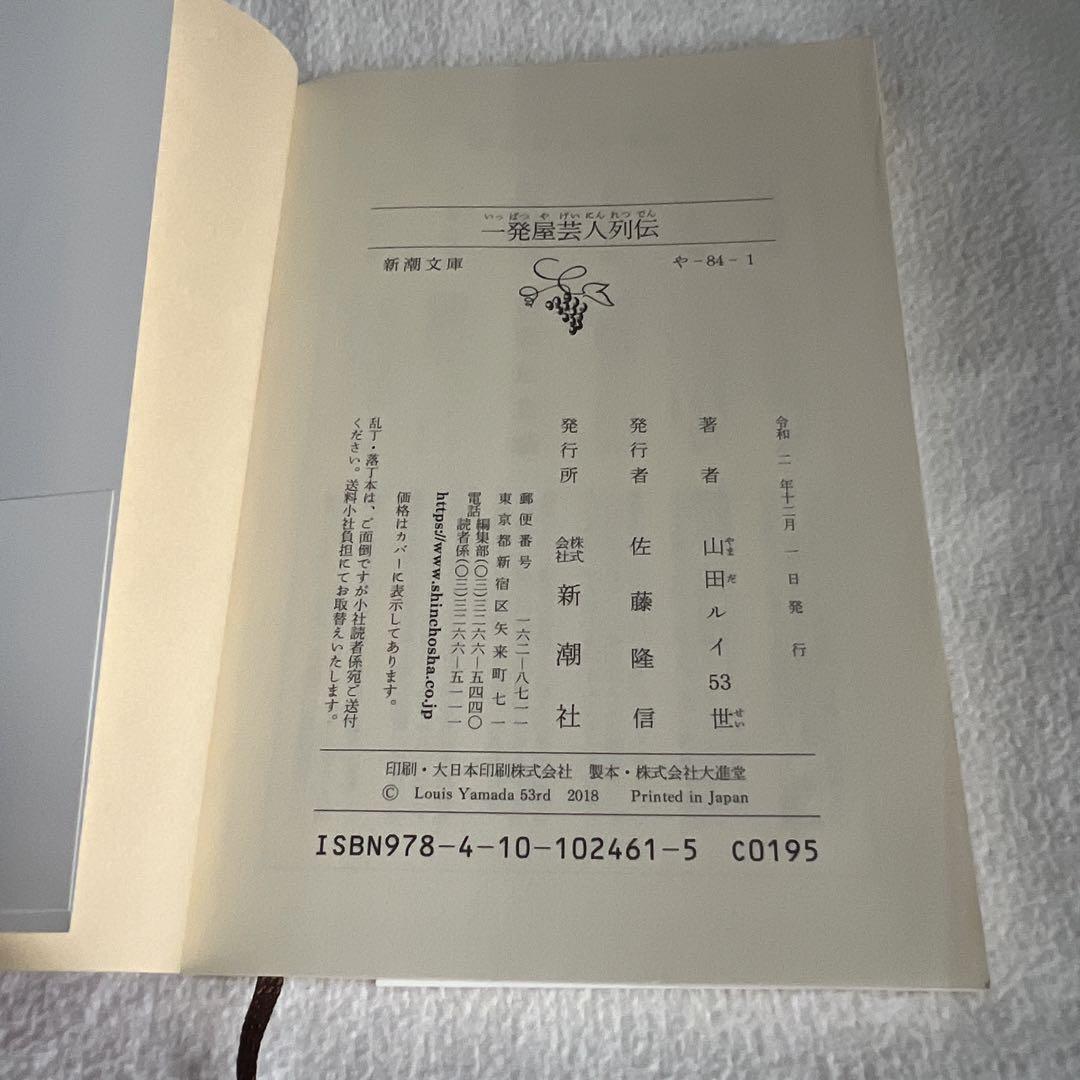 いっぱつやげいにんれつでん
一発屋芸人列伝
新潮文庫 や-84-1
令和二年十二月一日発行
著者 山田ルイ53世
やまだ せい
発行者 佐藤隆信
発行所 株式会社 新潮社
郵便番号 一六二―八七一一
東京都新宿区矢来町七一
電話 編集部(〇三)三二六六―五四四〇
読者係(〇三)三二六六―五一一一
https://www.shinchosha.co.jp
価格はカバーに表示してあります。
乱丁・落丁本は、ご面倒ですが小社読者係宛ご送付
ください。送料小社負担にてお取替えいたします。
印刷・大日本印刷株式会社 製本・株式会社大進堂
© Louis Yamada 53rd 2018 Printed in Japan
ISBN978-4-10-102461-5 C0195